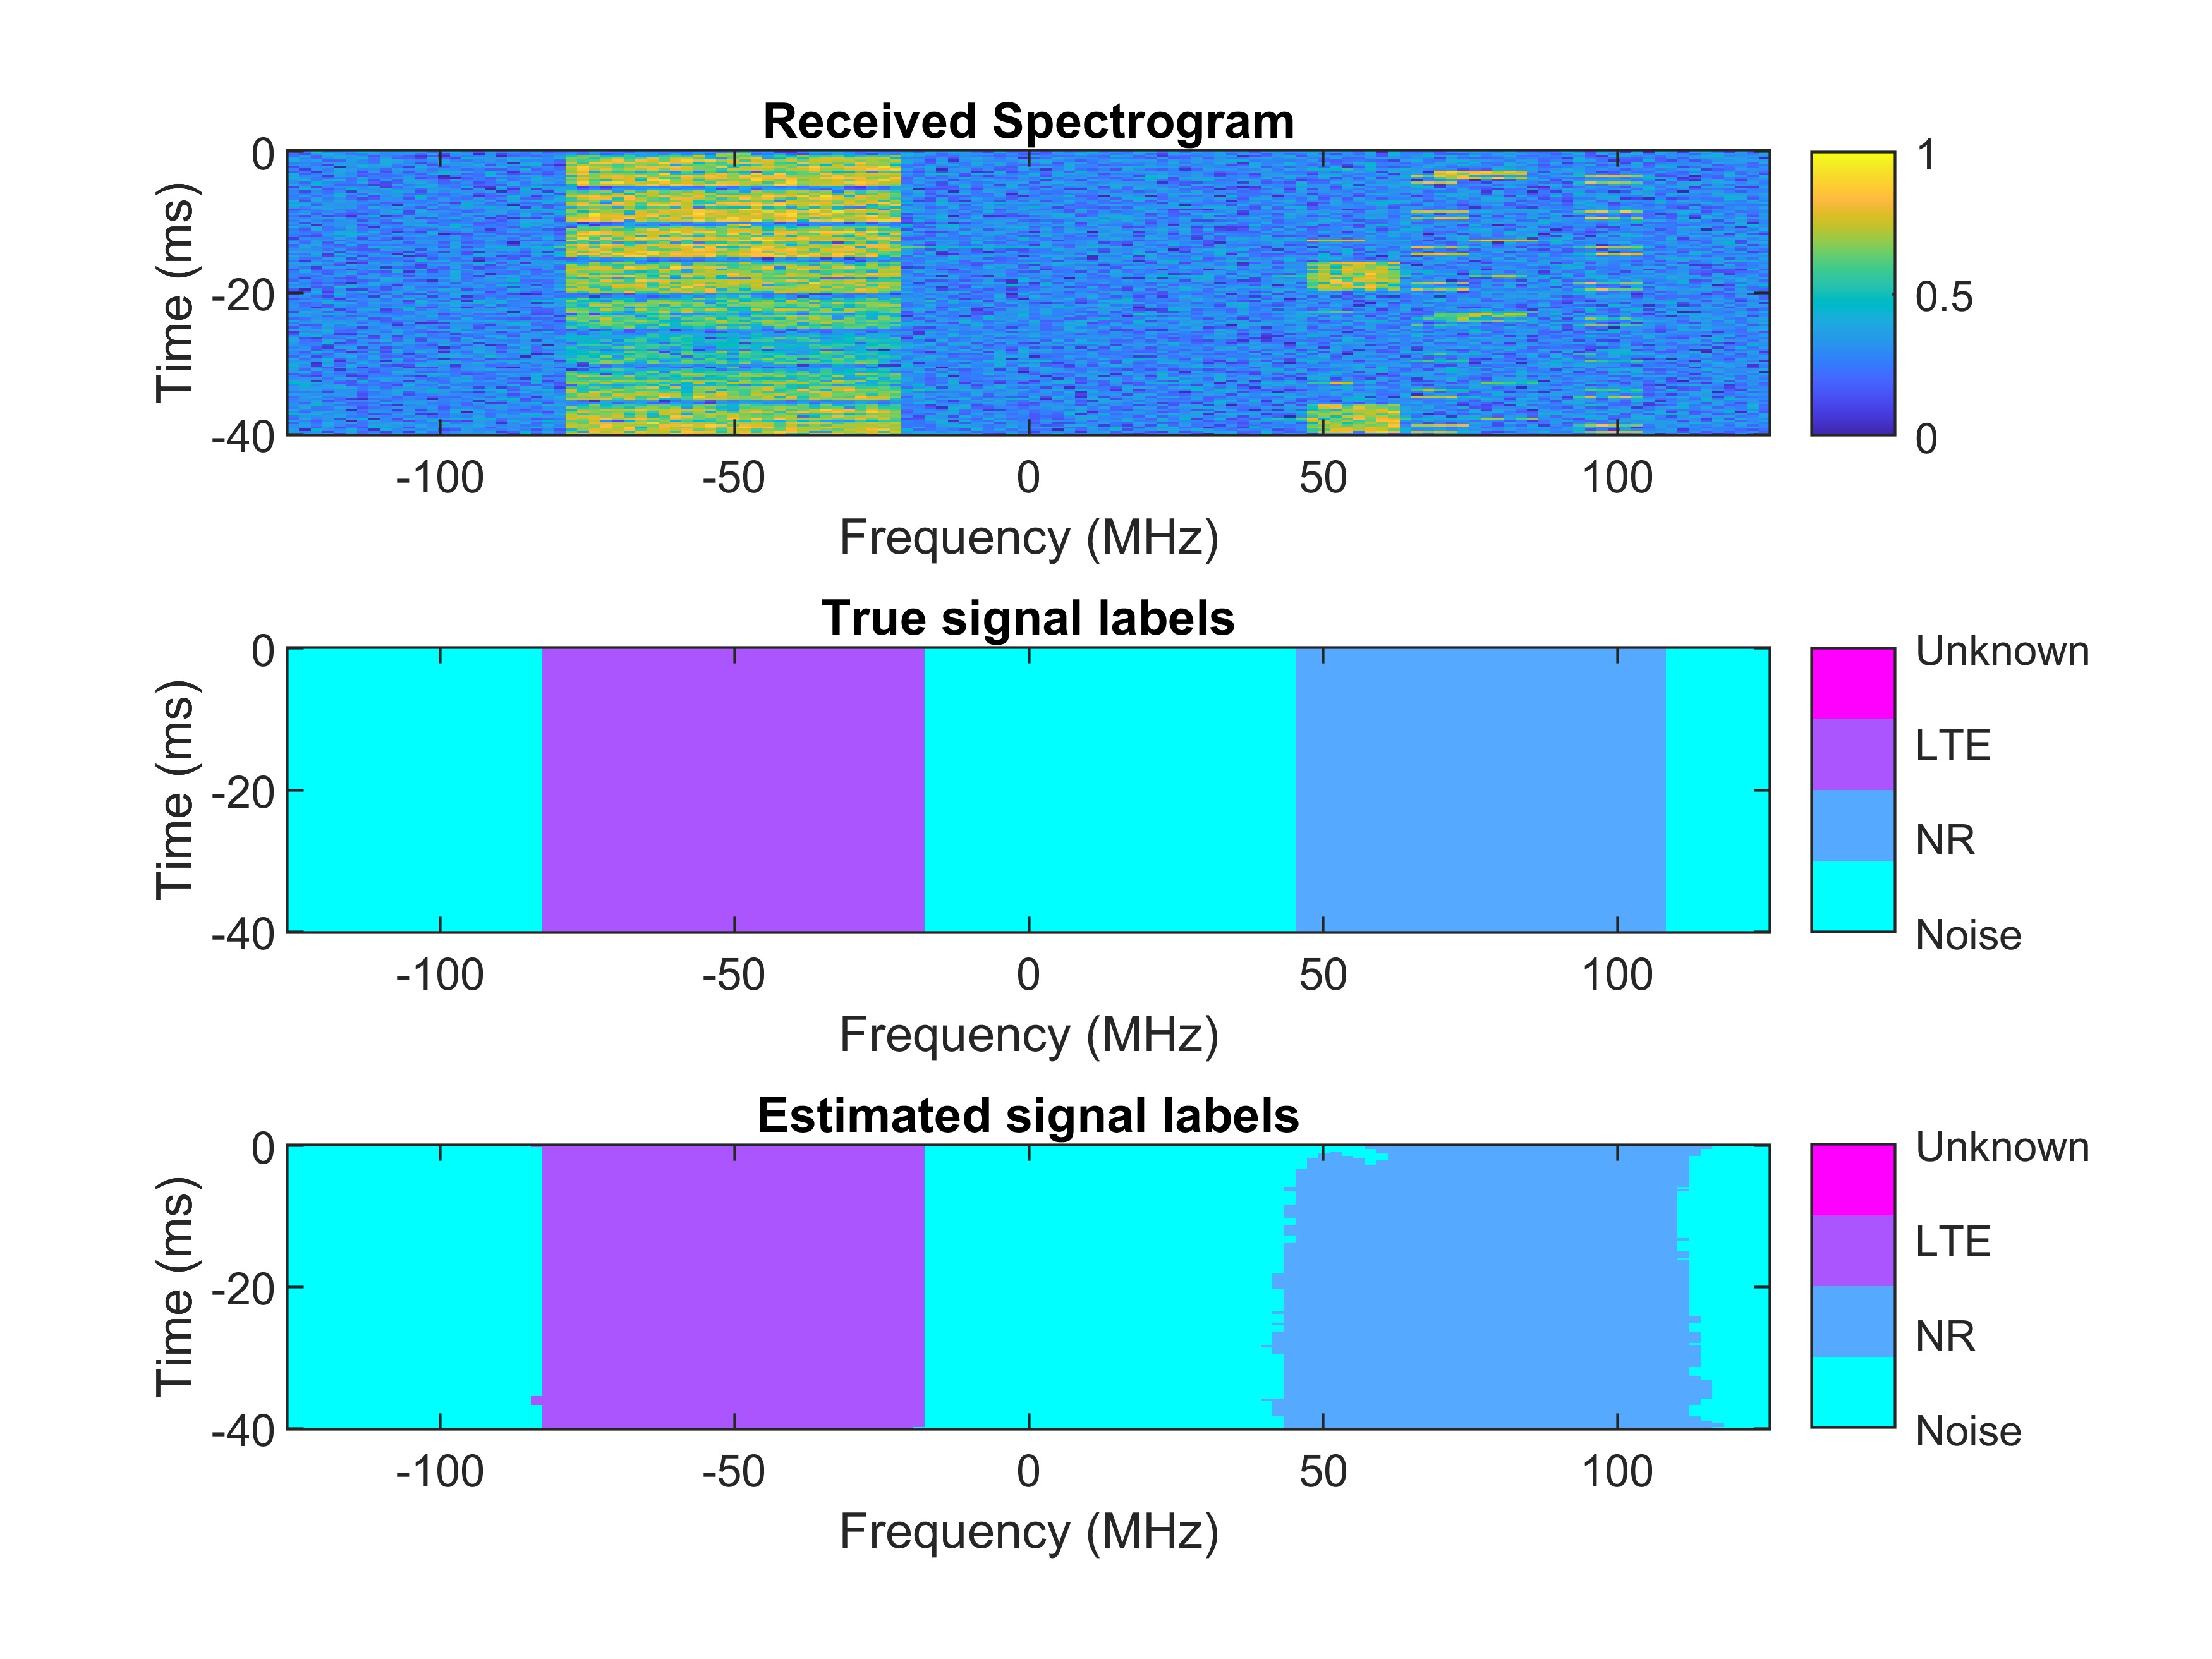 Received Spectrogram
Time (ms)
0
-20
-40
-100
-50
0
50
100
Frequency (MHz)
1
0.5
0
True signal labels
Time (ms)
0
-20
-40
-100
-50
0
50
100
Frequency (MHz)
Unknown
LTE
NR
Noise
Estimated signal labels
Time (ms)
0
-20
-40
-100
-50
0
50
100
Frequency (MHz)
Unknown
LTE
NR
Noise